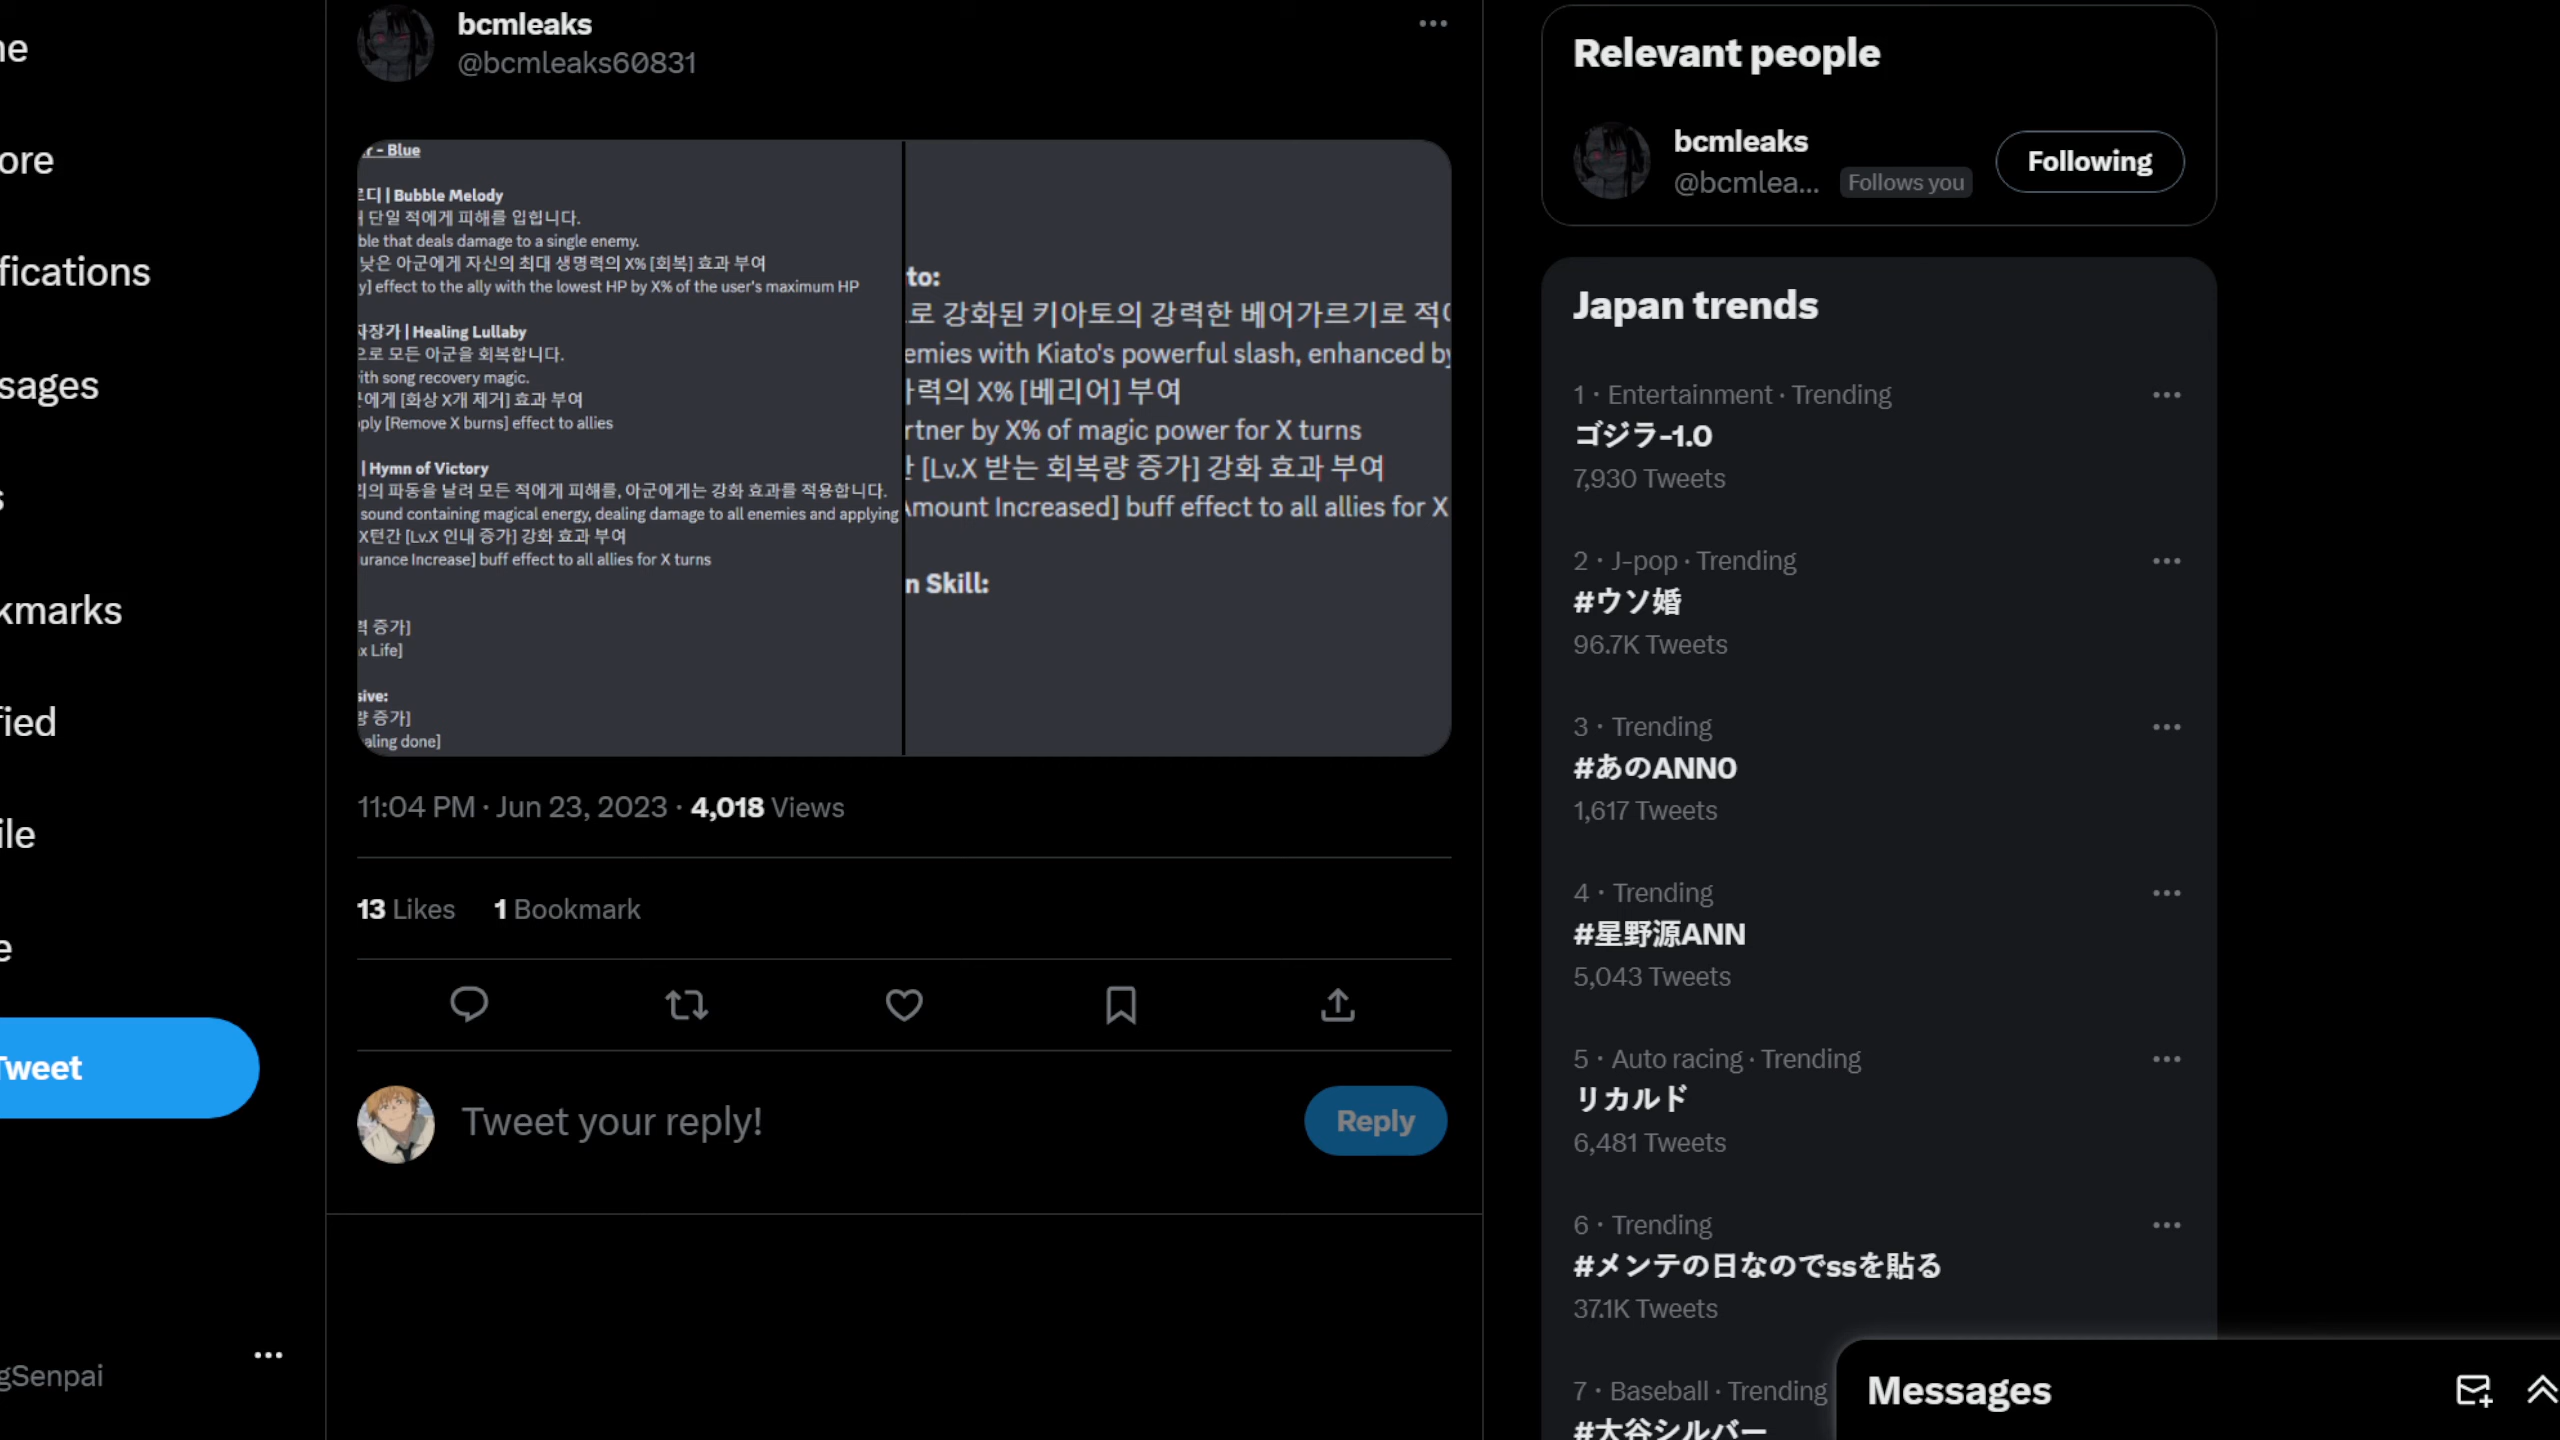 ne
ore
fications
sages
s
kmarks
fied
ile
e
Tweet
gSenpai
bcmleaks
@bcmleaks60831
r - Blue
로디 | Bubble Melody
단일 적에게 피해를 입힙니다.
ble that deals damage to a single enemy.
낮은 아군에게 자신의 최대 생명력의 X% [회복] 효과 부여
y] effect to the ally with the lowest HP by X% of the user's maximum HP
자장가 | Healing Lullaby
으로 모든 아군을 회복합니다.
ith song recovery magic.
에게 [화상 X개 제거] 효과 부여
ply [Remove X burns] effect to allies
| Hymn of Victory
리의 파동을 날려 모든 적에게 피해를, 아군에게는 강화 효과를 적용합니다.
sound containing magical energy, dealing damage to all enemies and applying
X턴간 [Lv.X 인내 증가] 강화 효과 부여
urance Increase] buff effect to all allies for X turns
력 증가]
x Life]
sive:
량 증가]
aling done]
to:
로 강화된 키아토의 강력한 베어가르기로 적에
emies with Kiato's powerful slash, enhanced by
력의 X% [베리어] 부여
rtner by X% of magic power for X turns
간 [Lv.X 받는 회복량 증가] 강화 효과 부여
Amount Increased] buff effect to all allies for X
n Skill:
11:04 PM · Jun 23, 2023 · 4,018 Views
13 Likes 1 Bookmark
Tweet your reply!
Reply
Relevant people
bcmleaks
@bcmlea... Follows you
Following
Japan trends
1 · Entertainment · Trending
ゴジラ-1.0
7,930 Tweets
2 · J-pop · Trending
#ウソ婚
96.7K Tweets
3 · Trending
#あのANN0
1,617 Tweets
4 · Trending
#星野源ANN
5,043 Tweets
5 · Auto racing · Trending
リカルド
6,481 Tweets
6 · Trending
#メンテの日なのでssを貼る
37.1K Tweets
7 · Baseball · Trending
#大谷シルバー
Messages